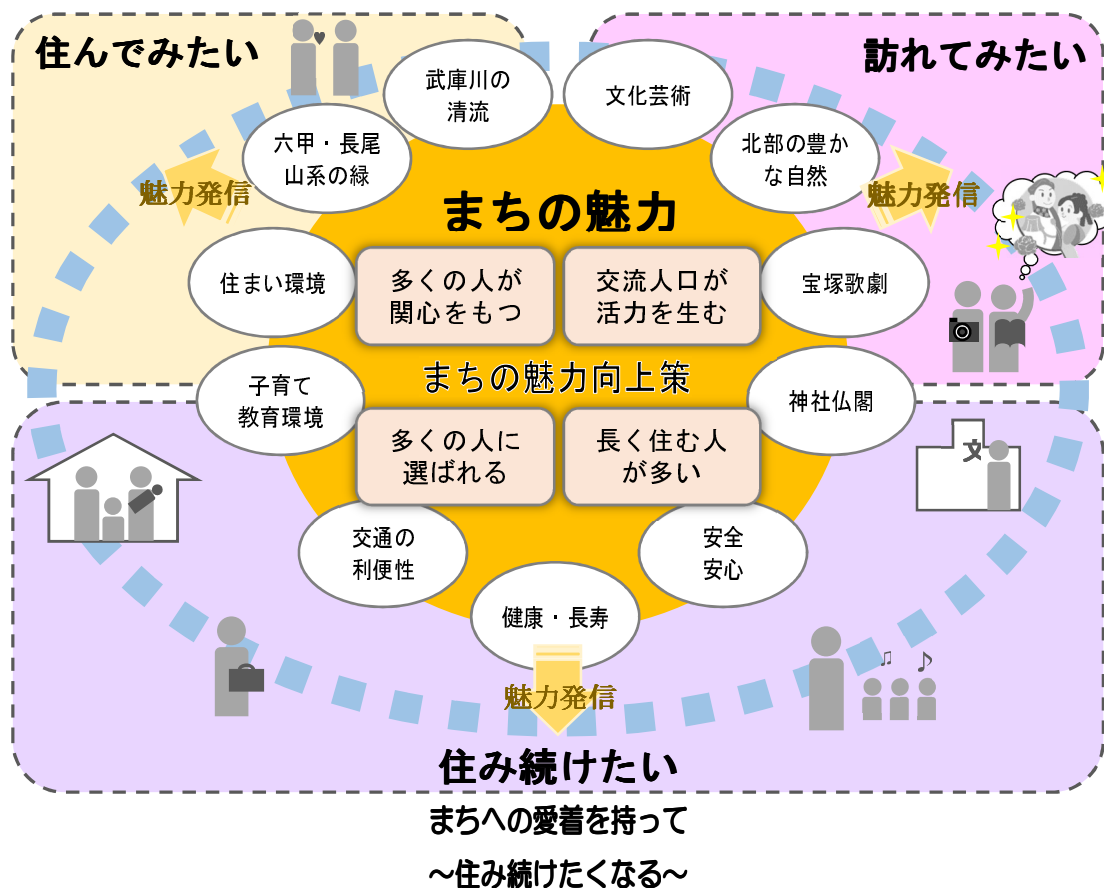 住んでみたい
訪れてみたい
武庫川の
清流
文化芸術
六甲・長尾
山系の緑
北部の豊か
な自然
魅力発信
魅力発信
まちの魅力
住まい環境
多くの人が
関心をもつ
交流人口が
活力を生む
宝塚歌劇
まちの魅力向上策
子育て
教育環境
神社仏閣
多くの人に
選ばれる
長く住む人
が多い
文
交通の
利便性
安全
安心
健康・長寿
魅力発信
住み続けたい
まちへの愛着を持って
～住み続けたくなる～